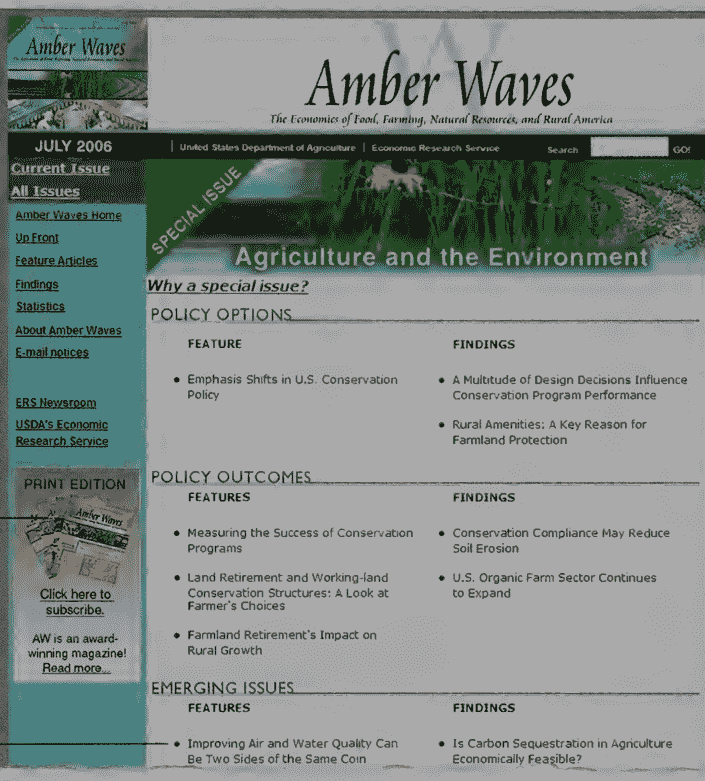 Amber Waves
Amber Waves
The Economics of Food, Farming, Natural Resources, and Rural America
JULY 2006
United States Department of Agriculture
Economic Research Service
Search
GO!
Current Issue
All Issues
Amber Waves Home
Up Front
Feature Articles
Findings
Statistics
About Amber Waves
E-mail notices
ERS Newsroom
USDA's Economic
Research Service
PRINT EDITION
Amber Waves
Click here to
subscribe.
AW is an award-
winning magazine!
Read more...
SPECIAL ISSUE
Agriculture and the Environment
Why a special issue?
POLICY OPTIONS
FEATURE
• Emphasis Shifts in U.S. Conservation
Policy
FINDINGS
• A Multitude of Design Decisions Influence
Conservation Program Performance
• Rural Amenities: A Key Reason for
Farmland Protection
POLICY OUTCOMES
FEATURES
• Measuring the Success of Conservation
Programs
• Land Retirement and Working-land
Conservation Structures: A Look at
Farmer's Choices
• Farmland Retirement's Impact on
Rural Growth
FINDINGS
• Conservation Compliance May Reduce
Soil Erosion
• U.S. Organic Farm Sector Continues
to Expand
EMERGING ISSUES
FEATURES
• Improving Air and Water Quality Can
Be Two Sides of the Same Coin
FINDINGS
• Is Carbon Sequestration in Agriculture
Economically Feasible?